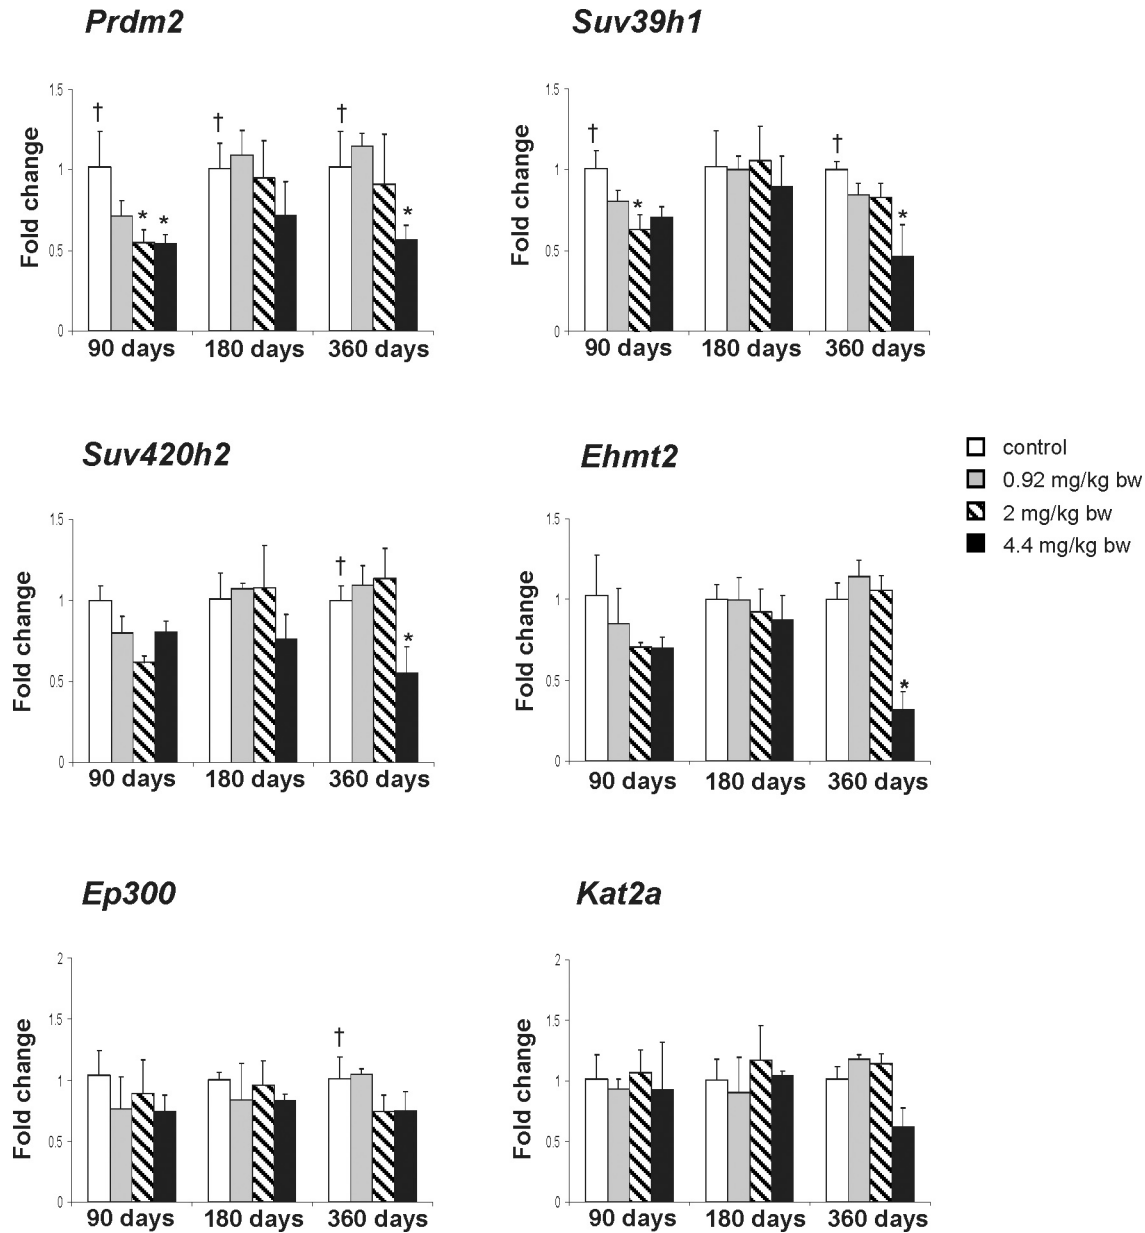 Prdm2
Suv39h1
†
†
†
* *
*
Fold change
1.5
1
0.5
0
90 days 180 days 360 days
†
†
*
*
Fold change
1.5
1
0.5
0
90 days 180 days 360 days
Suv420h2
Ehmt2
†
*
Fold change
1.5
1
0.5
0
90 days 180 days 360 days
*
Fold change
1.5
1
0.5
0
90 days 180 days 360 days
control
0.92 mg/kg bw
2 mg/kg bw
4.4 mg/kg bw
Ep300
Kat2a
†
Fold change
2
1.5
1
0.5
0
90 days 180 days 360 days
Fold change
2
1.5
1
0.5
0
90 days 180 days 360 days